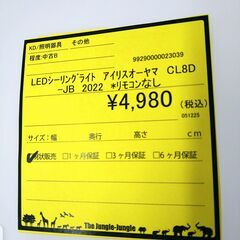 KD/照明器具 その他
程度:中古B 99290000023039
LEDシーリングライト アイリスオーヤマ CL8D
-JB 2022 *リモコンなし
¥4,980 (税込)
051225
サイズ:幅 奥行 高さ cm
現状販売 □1ヶ月保証 □3ヶ月保証 □6ヶ月保証
The Jungle-Jungle